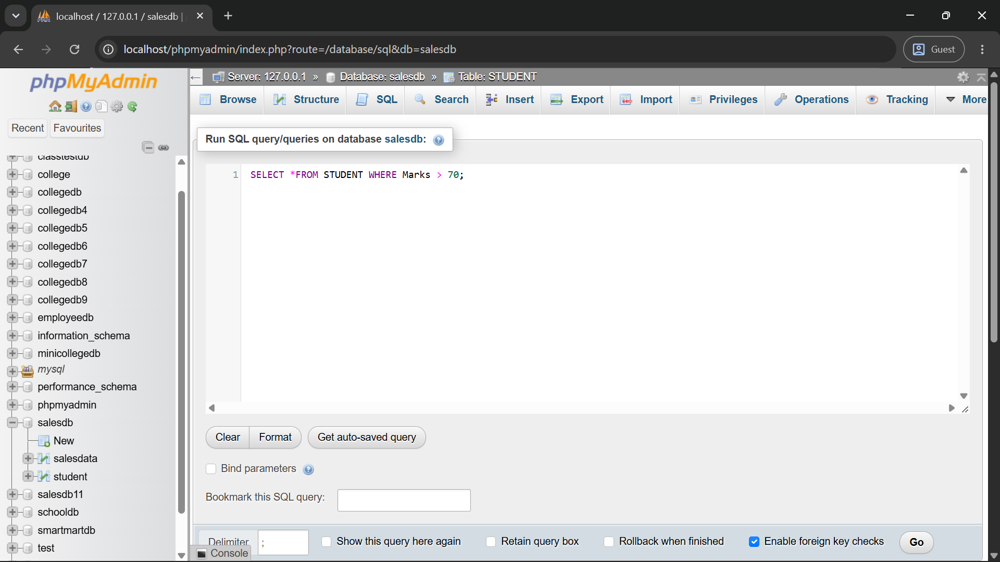 localhost / 127.0.0.1 / salesdb |
localhost/phpmyadmin/index.php?route=/database/sql&db=salesdb
Guest
phpMyAdmin
Recent
Favourites
classtestdb
college
collegedb
collegedb4
collegedb5
collegedb6
collegedb7
collegedb8
collegedb9
employeedb
information_schema
minicollegedb
mysql
performance_schema
phpmyadmin
salesdb
New
salesdata
student
salesdb11
schooldb
smartmartdb
test
Server: 127.0.0.1 » Database: salesdb » Table: STUDENT
Browse Structure SQL Search Insert Export Import Privileges Operations Tracking More
Run SQL query/queries on database salesdb:
1 SELECT *FROM STUDENT WHERE Marks > 70;
Clear Format Get auto-saved query
Bind parameters
Bookmark this SQL query:
Delimiter ; Show this query here again Retain query box Rollback when finished Enable foreign key checks Go
Console